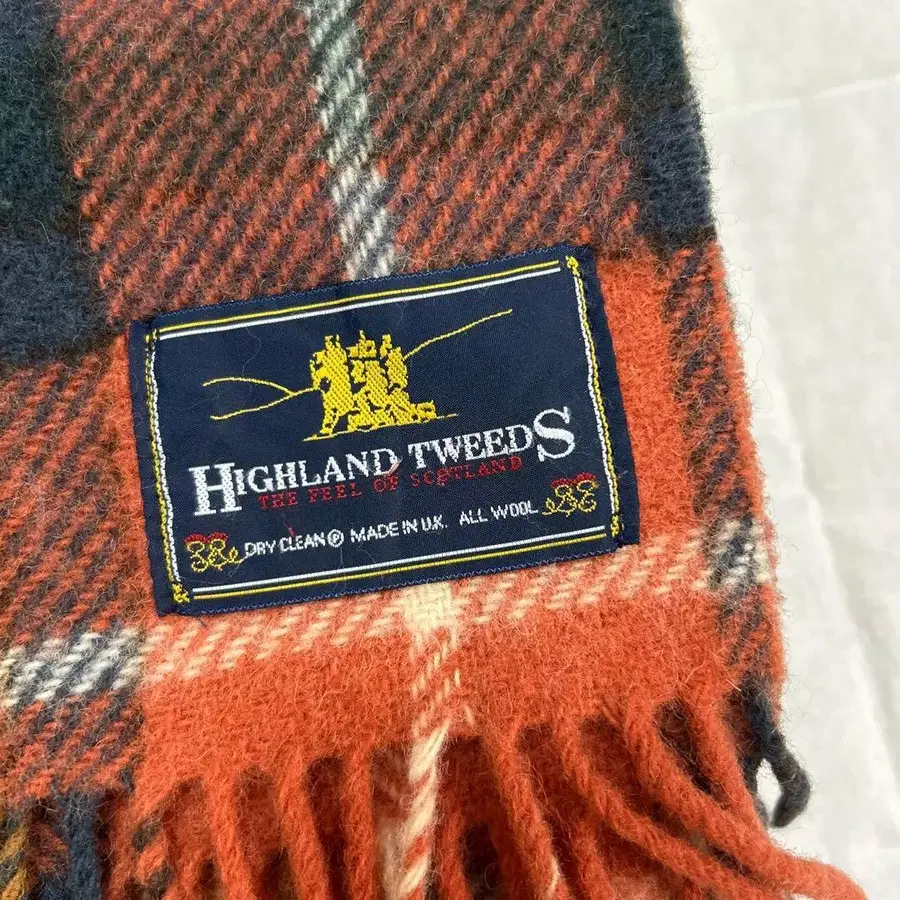 HIGHLAND TWEEDS
THE FEEL OF SCOTLAND
DRY CLEAN Ⓟ MADE IN U.K. ALL WOOL